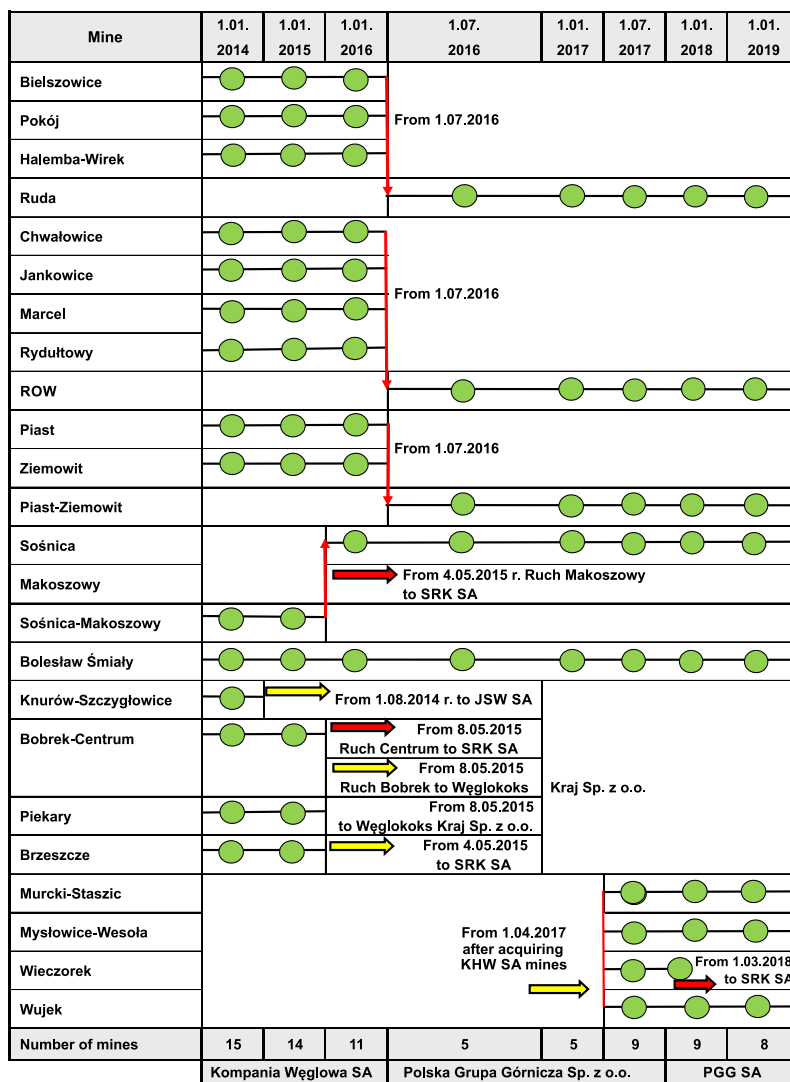 Mine 1.01. 1.01. 1.01. 1.07. 1.01. 1.07. 1.01. 1.01.
2014 2015 2016 2016 2017 2017 2018 2019
Bielszowice
Pokój
From 1.07.2016
Halemba-Wirek
Ruda
Chwałowice
Jankowice
From 1.07.2016
Marcel
Rydułtowy
ROW
Piast
From 1.07.2016
Ziemowit
Piast-Ziemowit
Sośnica
Makoszowy
From 4.05.2015 r. Ruch Makoszowy
to SRK SA
Sośnica-Makoszowy
Bolesław Śmiały
Knurów-Szczygłowice
From 1.08.2014 r. to JSW SA
Bobrek-Centrum
From 8.05.2015
Ruch Centrum to SRK SA
From 8.05.2015
Ruch Bobrek to Węglokoks
Kraj Sp. z o.o.
Piekary
From 8.05.2015
to Węglokoks Kraj Sp. z o.o.
Brzeszcze
From 4.05.2015
to SRK SA
Murcki-Staszic
Mysłowice-Wesoła
From 1.04.2017
after acquiring
KHW SA mines
Wieczorek
From 1.03.2018
to SRK SA
Wujek
Number of mines 15 14 11 5 5 9 9 8
Kompania Węglowa SA Polska Grupa Górnicza Sp. z o.o. PGG SA